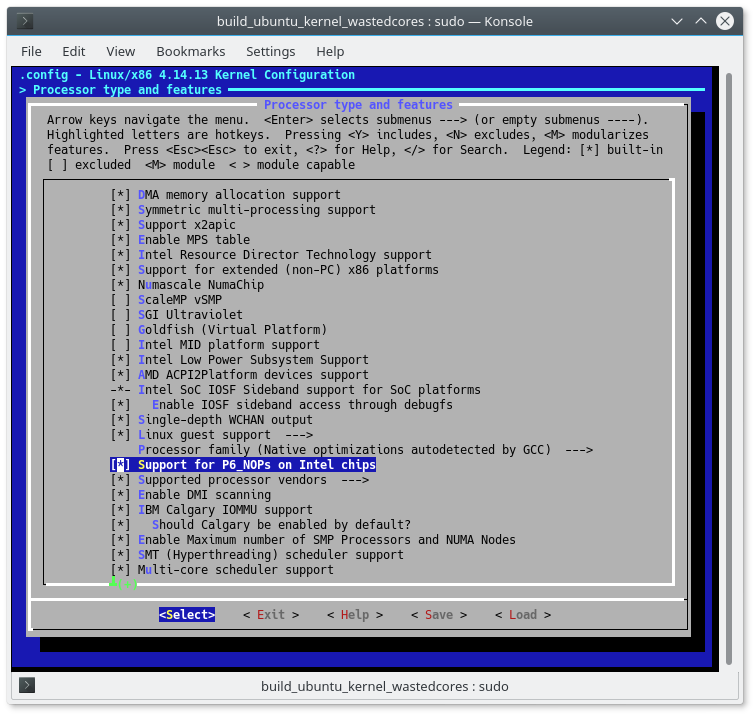 build_ubuntu_kernel_wastedcores : sudo — Konsole
File Edit View Bookmarks Settings Help
.config - Linux/x86 4.14.13 Kernel Configuration
> Processor type and features
Processor type and features
Arrow keys navigate the menu.  <Enter> selects submenus ---> (or empty submenus ----).
Highlighted letters are hotkeys.  Pressing <Y> includes, <N> excludes, <M> modularizes
features.  Press <Esc><Esc> to exit, <?> for Help, </> for Search.  Legend: [*] built-in
[ ] excluded  <M> module  < > module capable
[*] DMA memory allocation support
[*] Symmetric multi-processing support
[*] Support x2apic
[*] Enable MPS table
[*] Intel Resource Director Technology support
[*] Support for extended (non-PC) x86 platforms
[*] Numascale NumaChip
[ ] ScaleMP vSMP
[ ] SGI Ultraviolet
[ ] Goldfish (Virtual Platform)
[ ] Intel MID platform support
[*] Intel Low Power Subsystem Support
[*] AMD ACPI2Platform devices support
-*- Intel SoC IOSF Sideband support for SoC platforms
[*]   Enable IOSF sideband access through debugfs
[*] Single-depth WCHAN output
[*] Linux guest support  --->
Processor family (Native optimizations autodetected by GCC)  --->
[*] Support for P6_NOPs on Intel chips
[*] Supported processor vendors  --->
[*] Enable DMI scanning
[*] IBM Calgary IOMMU support
[*]   Should Calgary be enabled by default?
[*] Enable Maximum number of SMP Processors and NUMA Nodes
[*] SMT (Hyperthreading) scheduler support
[*] Multi-core scheduler support
<Select> < Exit > < Help > < Save > < Load >
build_ubuntu_kernel_wastedcores : sudo